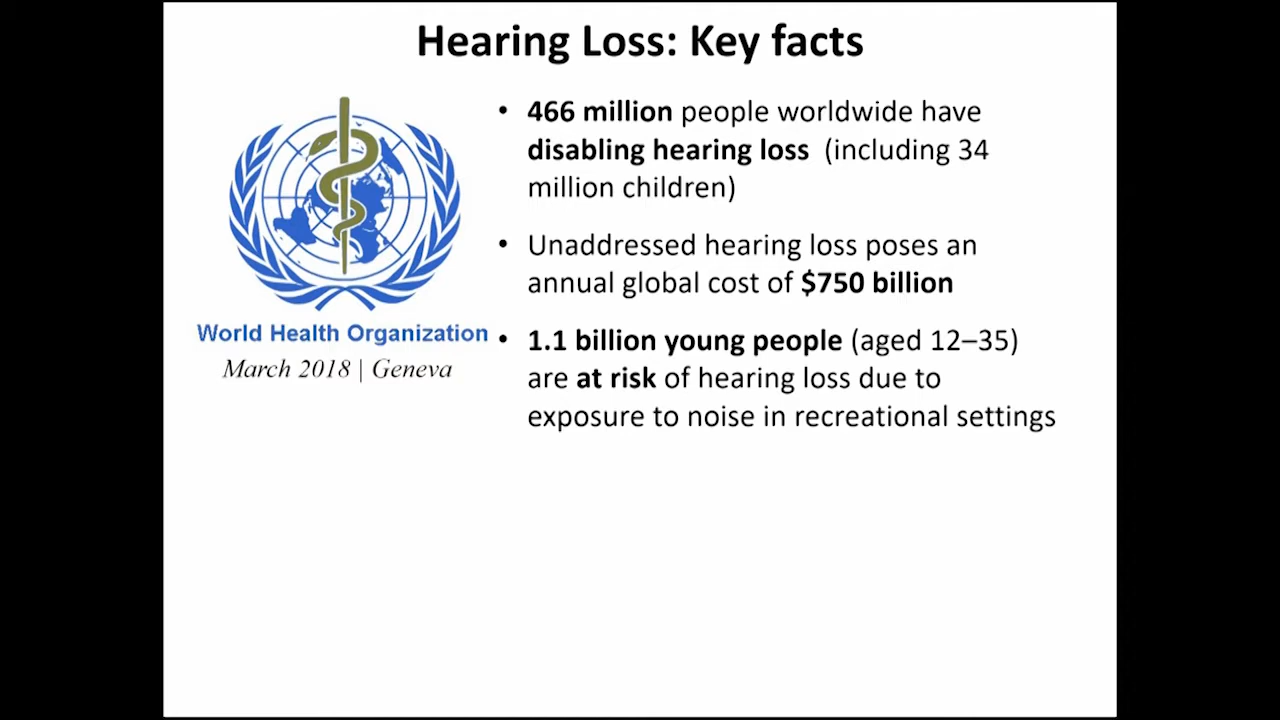 Hearing Loss: Key facts
• 466 million people worldwide have
disabling hearing loss (including 34
million children)
• Unaddressed hearing loss poses an
annual global cost of $750 billion
World Health Organization
March 2018 | Geneva
• 1.1 billion young people (aged 12–35)
are at risk of hearing loss due to
exposure to noise in recreational settings